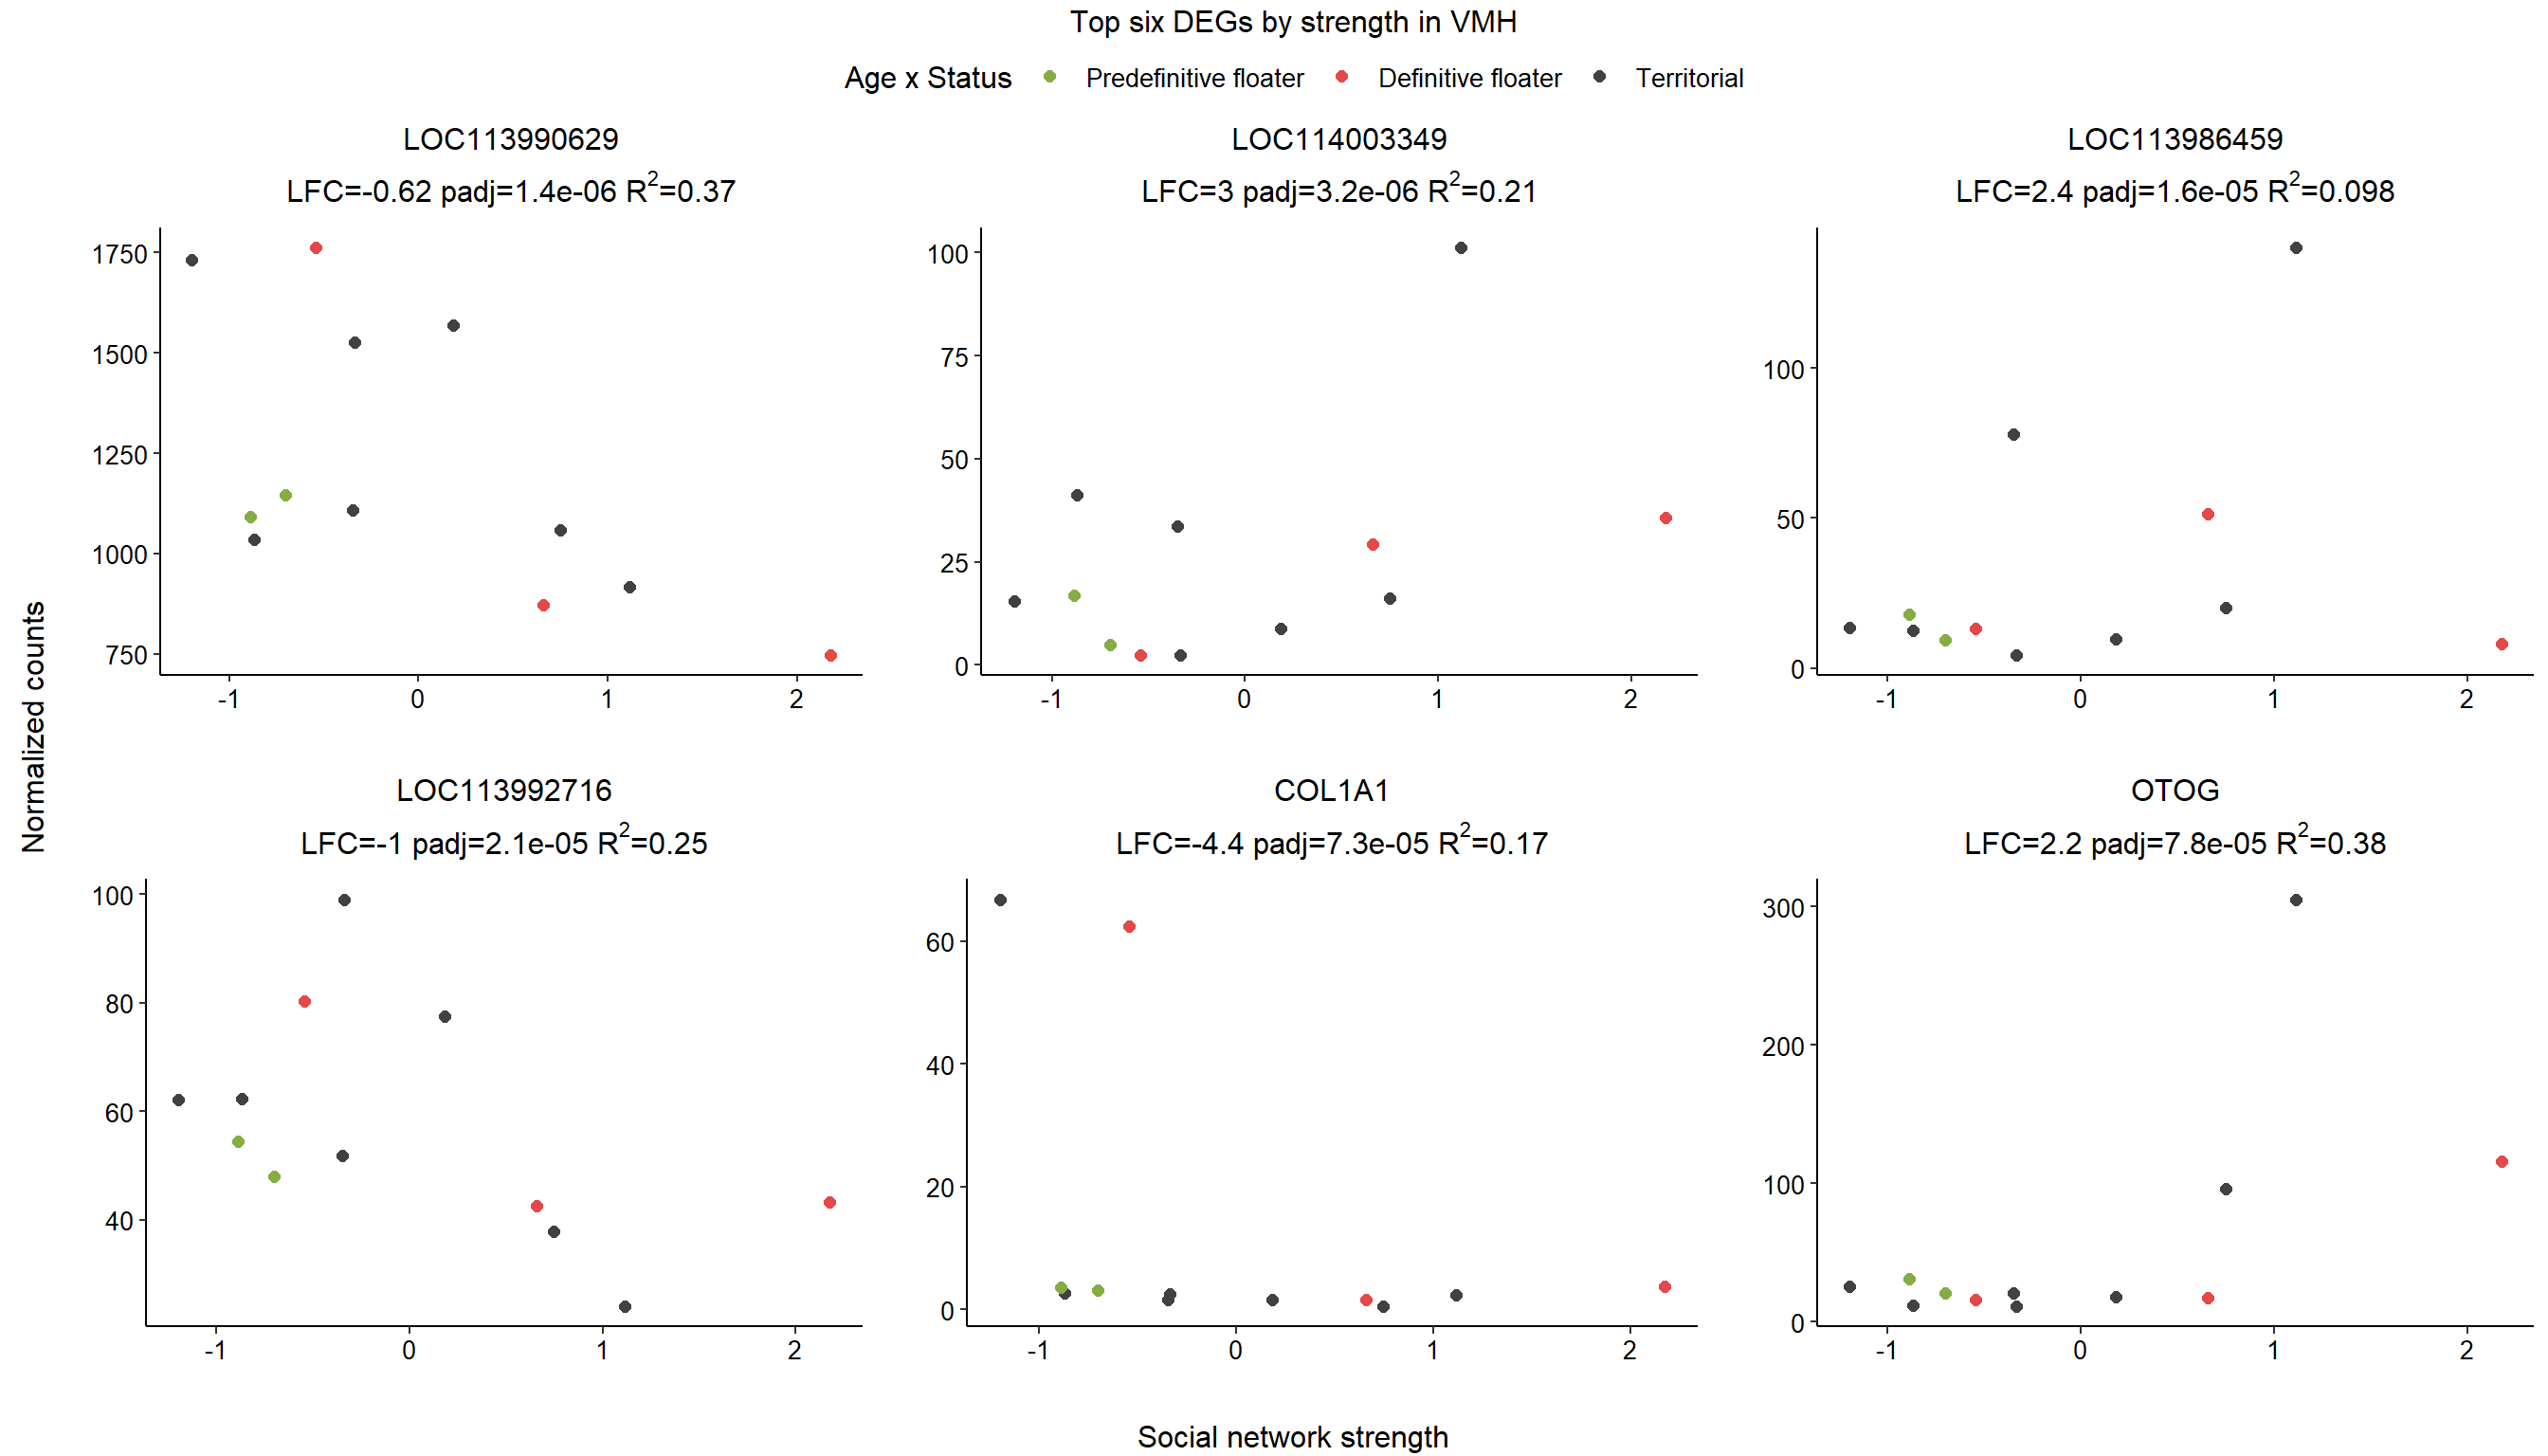 Top six DEGs by strength in VMH
Age x Status Predefinitive floater Definitive floater Territorial
LOC113990629
LFC=-0.62 padj=1.4e-06 R²=0.37
1750
1500
1250
1000
750
-1 0 1 2
LOC114003349
LFC=3 padj=3.2e-06 R²=0.21
100
75
50
25
0
-1 0 1 2
LOC113986459
LFC=2.4 padj=1.6e-05 R²=0.098
100
50
0
-1 0 1 2
LOC113992716
LFC=-1 padj=2.1e-05 R²=0.25
100
80
60
40
-1 0 1 2
COL1A1
LFC=-4.4 padj=7.3e-05 R²=0.17
60
40
20
0
-1 0 1 2
OTOG
LFC=2.2 padj=7.8e-05 R²=0.38
300
200
100
0
-1 0 1 2
Normalized counts
Social network strength